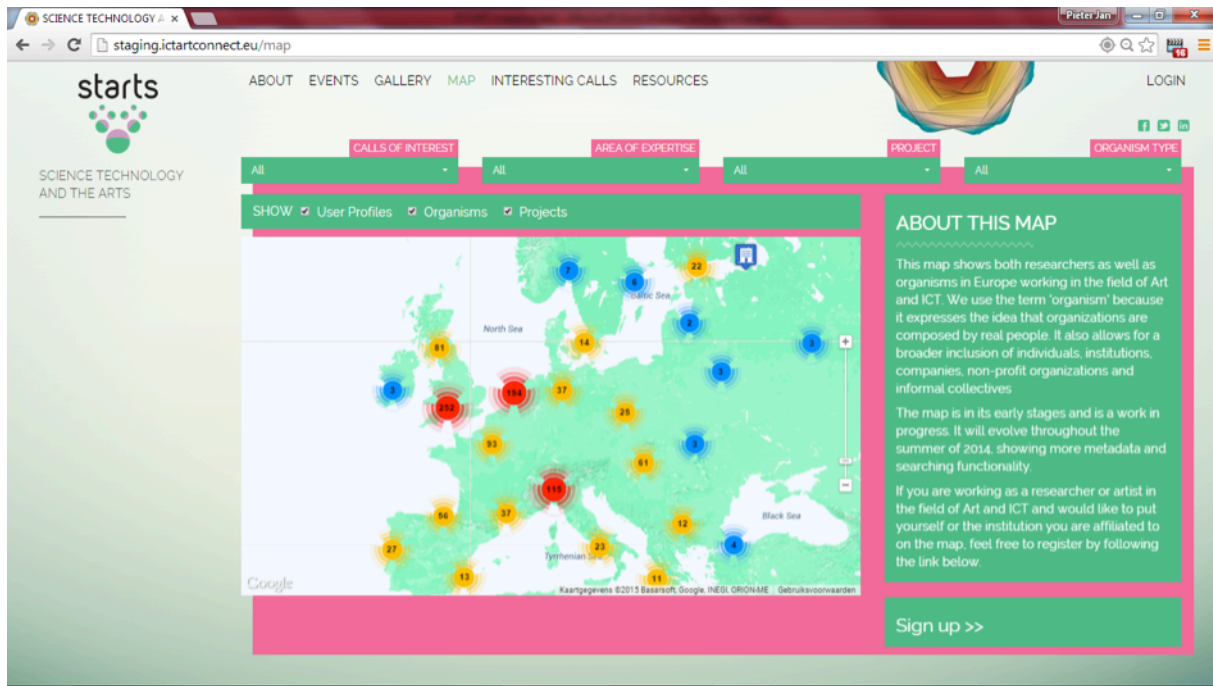 SCIENCE TECHNOLOGY A
Pieter Jan
staging.ictartconnect.eu/map
16
starts
SCIENCE TECHNOLOGY
AND THE ARTS
ABOUT EVENTS GALLERY MAP INTERESTING CALLS RESOURCES
LOGIN
CALLS OF INTEREST
AREA OF EXPERTISE
PROJECT
ORGANISM TYPE
All
All
All
All
SHOW User Profiles Organisms Projects
7
6
22
Baltic Sea
2
North Sea
81
14
3
3
3
252
194
37
25
93
3
61
115
56
37
12
Black Sea
4
27
23
Tyrrhenian
13
11
Google
Kaartgegevens ©2015 Basarsoft, Google, INEGI, ORION-ME
Gebruiksvoorwaarden
ABOUT THIS MAP
This map shows both researchers as well as
organisms in Europe working in the field of Art
and ICT. We use the term 'organism' because
it expresses the idea that organizations are
composed by real people. It also allows for a
broader inclusion of individuals, institutions,
companies, non-profit organizations and
informal collectives
The map is in its early stages and is a work in
progress. It will evolve throughout the
summer of 2014, showing more metadata and
searching functionality.
If you are working as a researcher or artist in
the field of Art and ICT and would like to put
yourself or the institution you are affiliated to
on the map, feel free to register by following
the link below.
Sign up >>